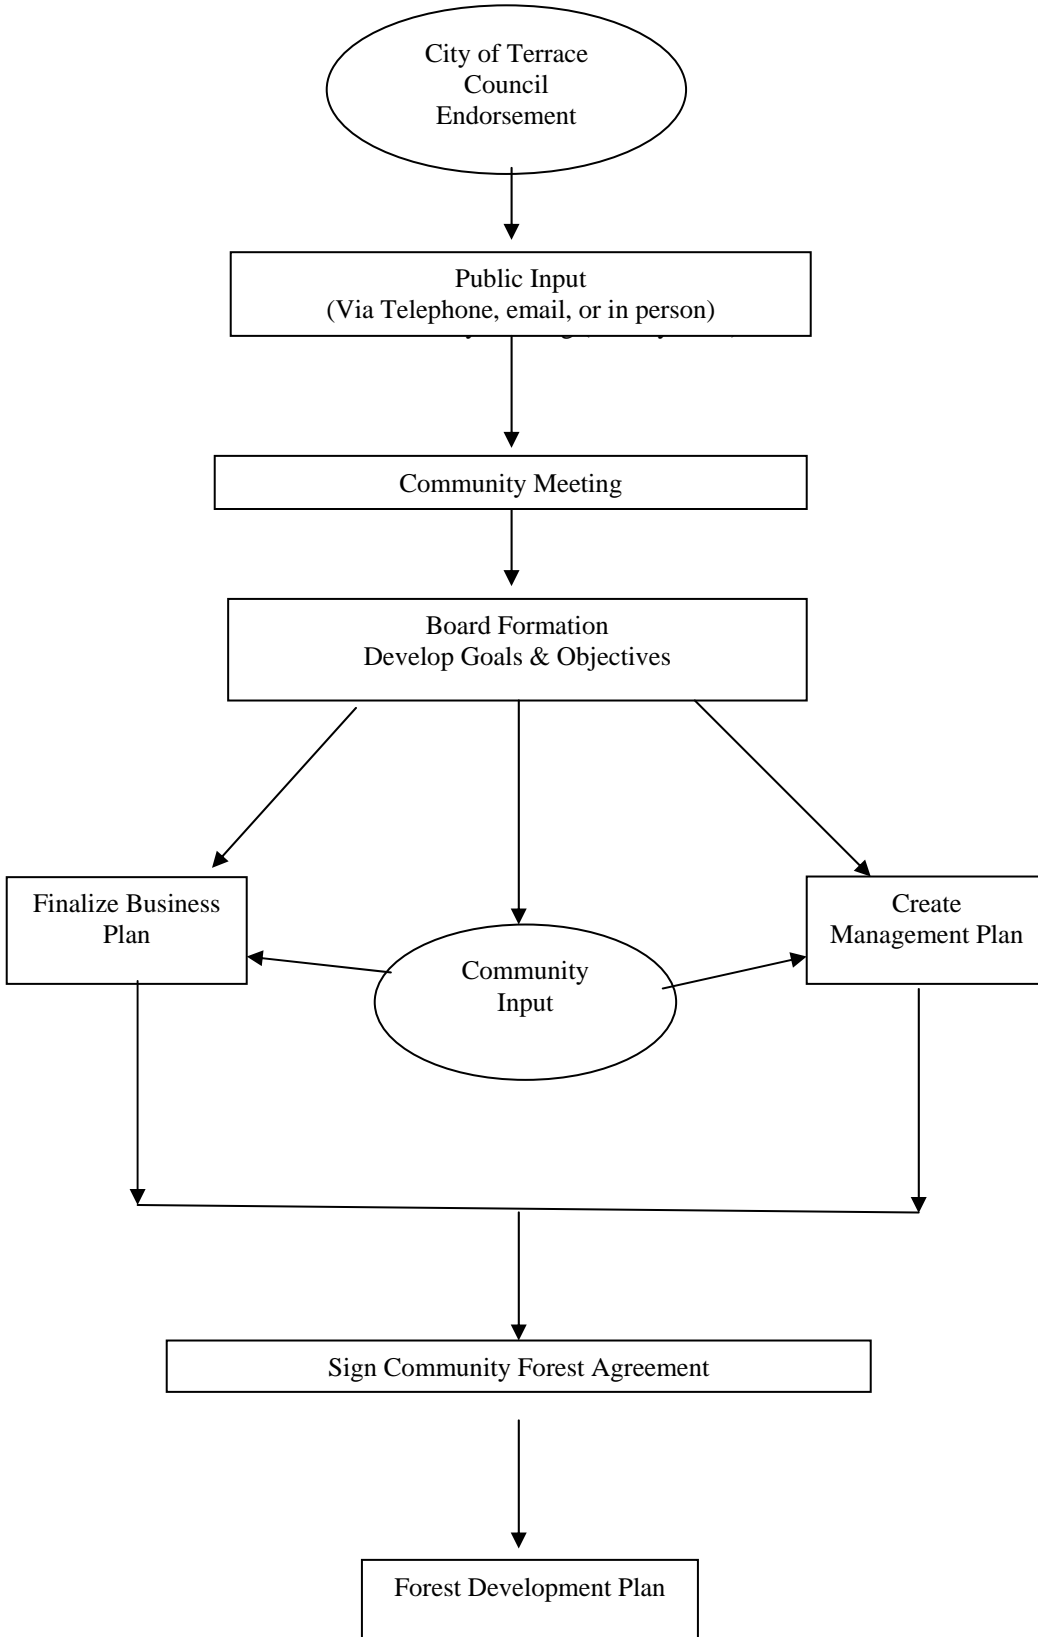 City of Terrace
Council
Endorsement
Public Input
(Via Telephone, email, or in person)
Community Meeting
Board Formation
Develop Goals & Objectives
Finalize Business
Plan
Create
Management Plan
Community
Input
Sign Community Forest Agreement
Forest Development Plan